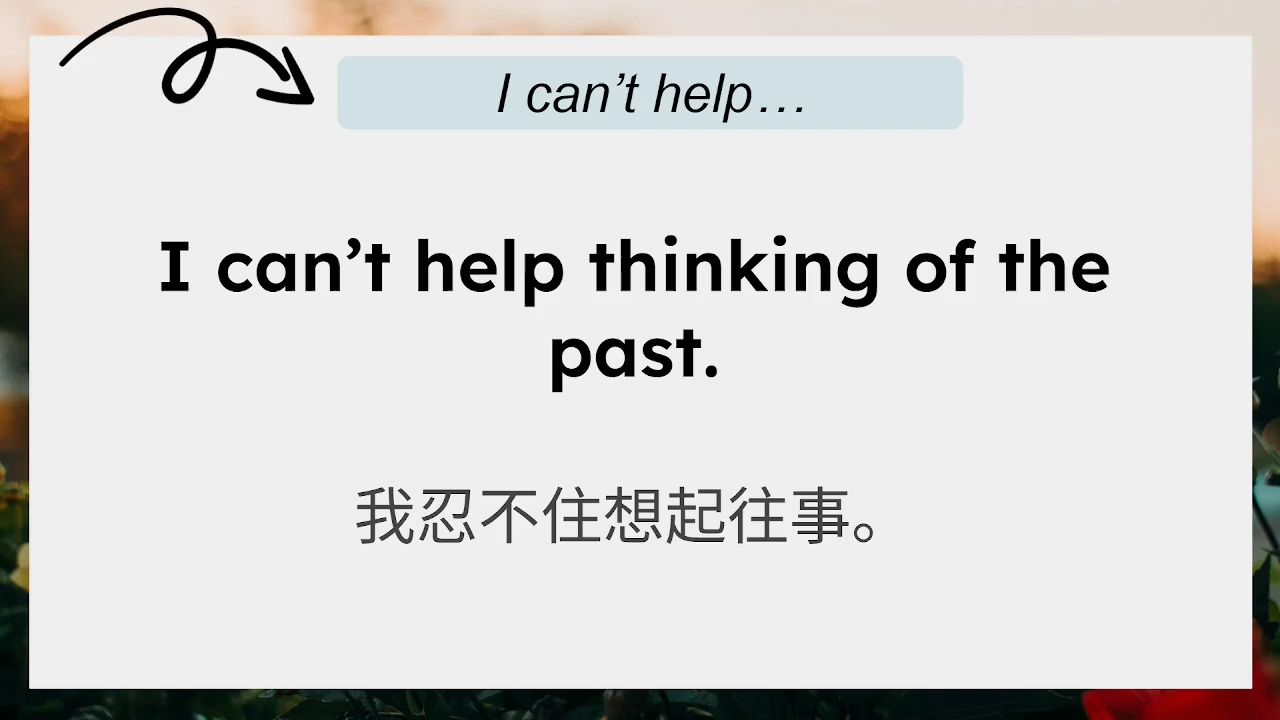 I can’t help…
I can’t help thinking of the
past.
我忍不住想起往事。